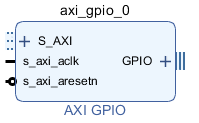 axi_gpio_0
S_AXI
s_axi_aclk
GPIO
s_axi_aresetn
AXI GPIO